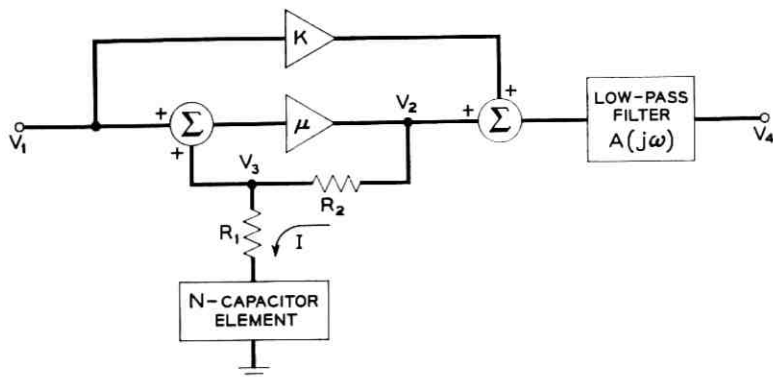 K
+
V2
LOW-PASS
FILTER
A(jω)
+
Σ
μ
+
Σ
V1
V4
+
V3
R2
R1
I
N-CAPACITOR
ELEMENT